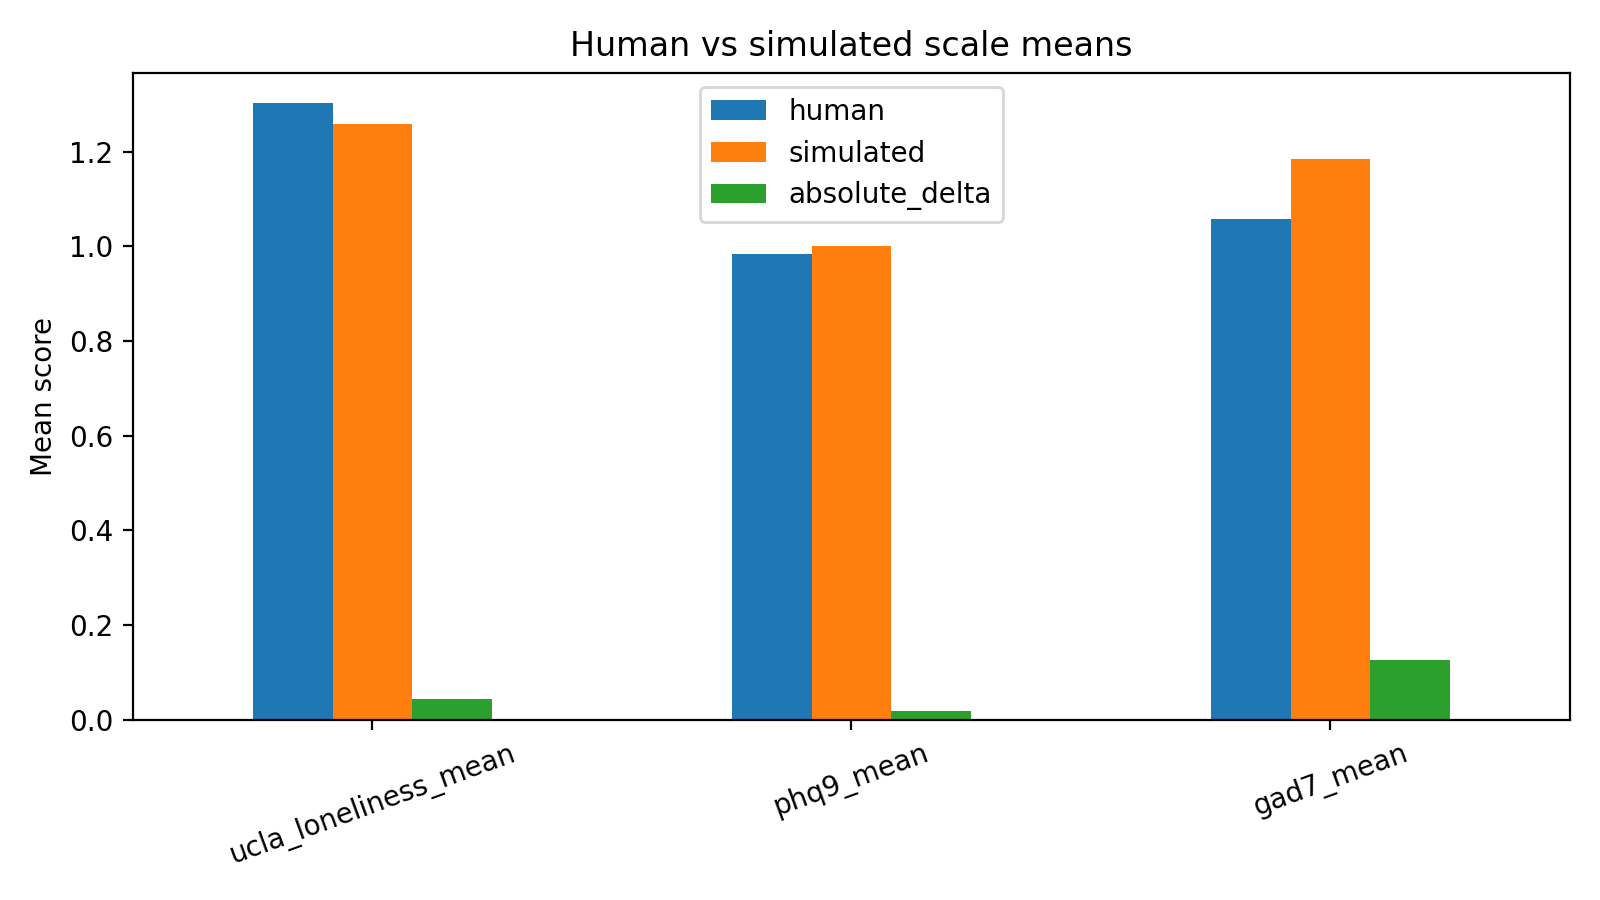 Human vs simulated scale means
human
simulated
absolute_delta
Mean score
1.2
1.0
0.8
0.6
0.4
0.2
0.0
ucla_loneliness_mean
phq9_mean
gad7_mean